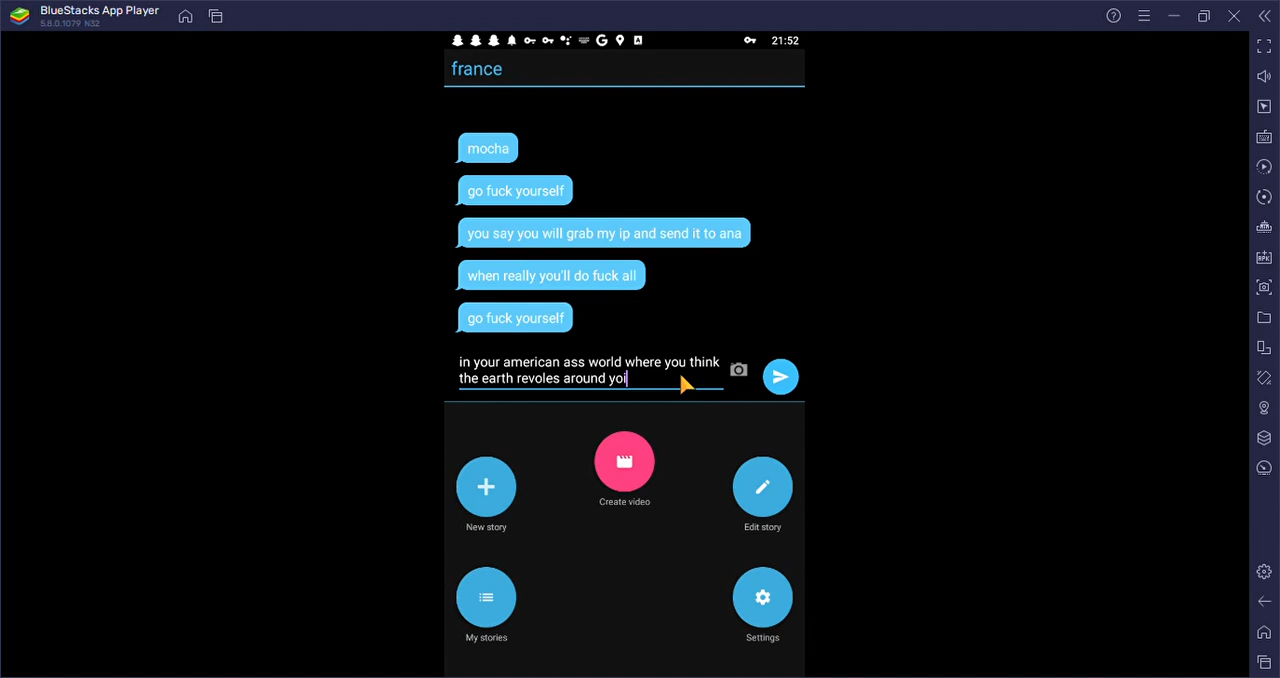 BlueStacks App Player
5.8.0.1079 N32
21:52
france
mocha
go fuck yourself
you say you will grab my ip and send it to ana
when really you'll do fuck all
go fuck yourself
in your american ass world where you think
the earth revoles around yoi
Create video
New story
Edit story
My stories
Settings